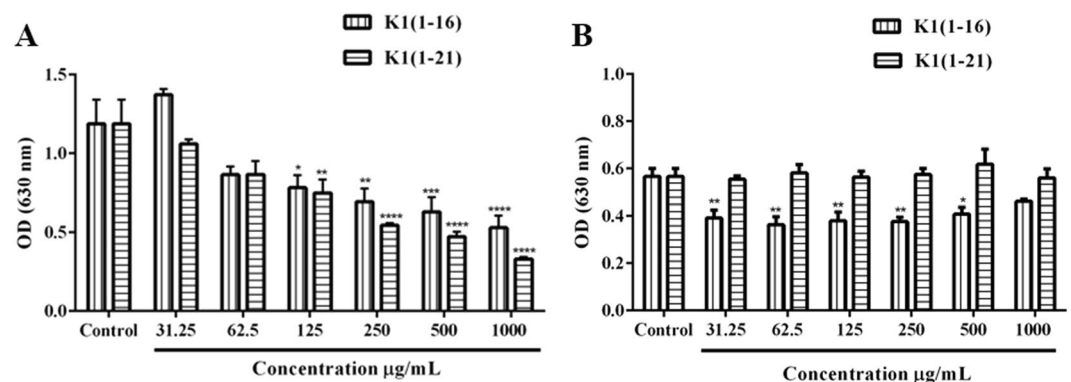 A
K1(1-16)
K1(1-21)
1.5
1.0
0.5
0.0
OD (630 nm)
* ** ** **** *** **** **** ****
Control 31.25 62.5 125 250 500 1000
Concentration µg/mL
B
K1(1-16)
K1(1-21)
1.0
0.8
0.6
0.4
0.2
0.0
OD (630 nm)
** ** ** ** *
Control 31.25 62.5 125 250 500 1000
Concentration µg/mL